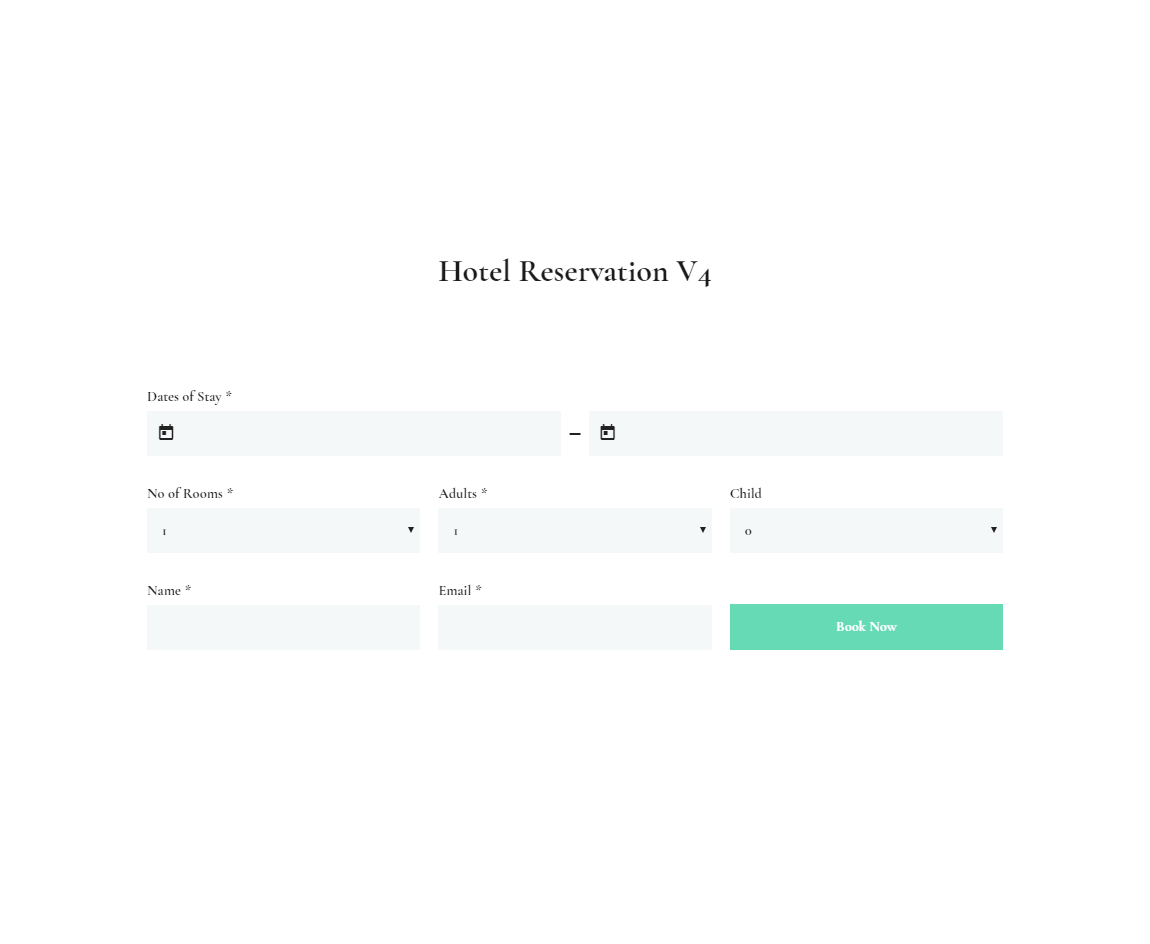 Hotel Reservation V4
Dates of Stay *
–
No of Rooms * Adults * Child
1 1 0
Name * Email *
Book Now